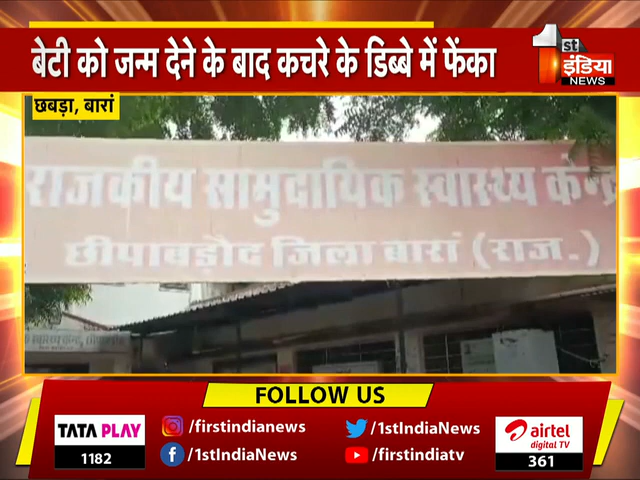 बेटी को जन्म देने के बाद कचरे के डिब्बे में फेंका
1st
इंडिया
NEWS
छबड़ा, बारां
राजकीय सामुदायिक स्वास्थ्य केन्द्र
छीपाबड़ौद जिला बारां (राज.)
FOLLOW US
TATA PLAY
1182
/firstindianews
/1stIndiaNews
/1stIndiaNews
/firstindiatv
airtel
digital TV
361